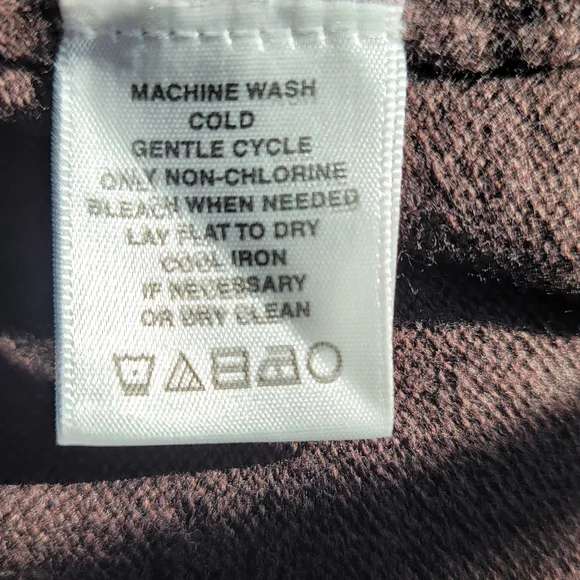 MACHINE WASH
COLD
GENTLE CYCLE
ONLY NON-CHLORINE
BLEACH WHEN NEEDED
LAY FLAT TO DRY
COOL IRON
IF NECESSARY
OR DRY CLEAN